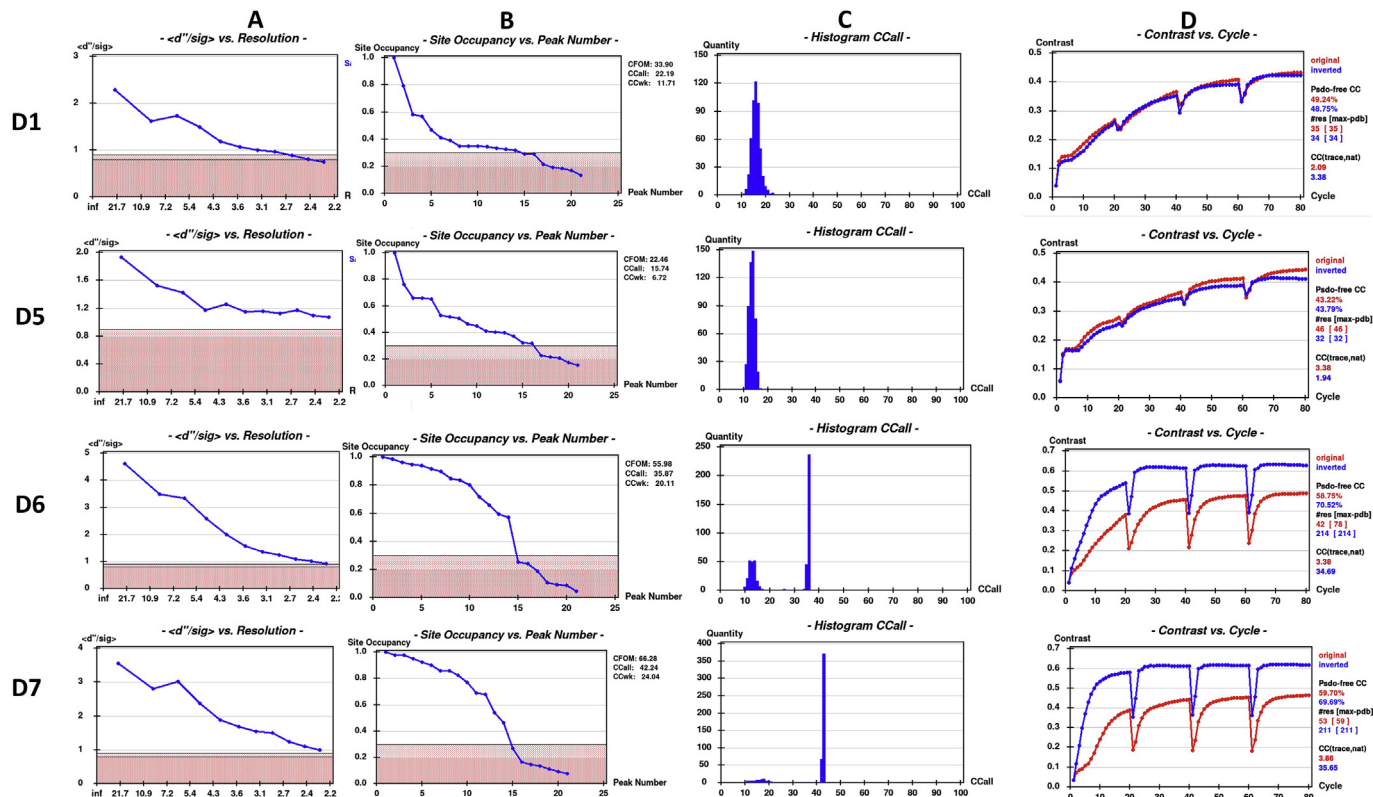 A B C D
D1
- <d"/sig> vs. Resolution -
<d"/sig>
3
2
1
0
inf 21.7 10.9 7.2 5.4 4.3 3.6 3.1 2.7 2.4 2.2
S/
R
- Site Occupancy vs. Peak Number -
Site Occupancy
1.0
0.8
0.6
0.4
0.2
0.0
0 5 10 15 20 25
Peak Number
CFOM: 33.90
CCall: 22.19
CCwk: 11.71
- Histogram CCall -
Quantity
150
120
90
60
30
0
0 10 20 30 40 50 60 70 80 90 100
CCall
- Contrast vs. Cycle -
Contrast
0.5
0.4
0.3
0.2
0.1
0.0
0 10 20 30 40 50 60 70 80
Cycle
original
inverted
Psdo-free CC
49.24%
48.75%
#res [max-pdb]
35 [ 35 ]
34 [ 34 ]
CC(trace,nat)
2.09
3.38
D5
- <d"/sig> vs. Resolution -
<d"/sig>
2.0
1.6
1.2
0.8
0.4
0.0
inf 21.7 10.9 7.2 5.4 4.3 3.6 3.1 2.7 2.4 2.2
S/
R
- Site Occupancy vs. Peak Number -
Site Occupancy
1.0
0.8
0.6
0.4
0.2
0.0
0 5 10 15 20 25
Peak Number
CFOM: 22.46
CCall: 15.74
CCwk: 6.72
- Histogram CCall -
Quantity
150
120
90
60
30
0
0 10 20 30 40 50 60 70 80 90 100
CCall
- Contrast vs. Cycle -
Contrast
0.5
0.4
0.3
0.2
0.1
0.0
0 10 20 30 40 50 60 70 80
Cycle
original
inverted
Psdo-free CC
43.22%
43.79%
#res [max-pdb]
46 [ 46 ]
32 [ 32 ]
CC(trace,nat)
3.38
1.94
D6
- <d"/sig> vs. Resolution -
<d"/sig>
5
4
3
2
1
0
inf 21.7 10.9 7.2 5.4 4.3 3.6 3.1 2.7 2.4 2.2
- Site Occupancy vs. Peak Number -
Site Occupancy
1.0
0.8
0.6
0.4
0.2
0.0
0 5 10 15 20 25
Peak Number
CFOM: 55.98
CCall: 35.87
CCwk: 20.11
- Histogram CCall -
Quantity
250
200
150
100
50
0
0 10 20 30 40 50 60 70 80 90 100
CCall
- Contrast vs. Cycle -
Contrast
0.7
0.6
0.5
0.4
0.3
0.2
0.1
0.0
0 10 20 30 40 50 60 70 80
Cycle
original
inverted
Psdo-free CC
58.75%
70.52%
#res [max-pdb]
42 [ 78 ]
214 [ 214 ]
CC(trace,nat)
3.38
34.69
D7
- <d"/sig> vs. Resolution -
<d"/sig>
4
3
2
1
0
inf 21.7 10.9 7.2 5.4 4.3 3.6 3.1 2.7 2.4 2.2
- Site Occupancy vs. Peak Number -
Site Occupancy
1.0
0.8
0.6
0.4
0.2
0.0
0 5 10 15 20 25
Peak Number
CFOM: 66.28
CCall: 42.24
CCwk: 24.04
- Histogram CCall -
Quantity
400
350
300
250
200
150
100
50
0
0 10 20 30 40 50 60 70 80 90 100
CCall
- Contrast vs. Cycle -
Contrast
0.7
0.6
0.5
0.4
0.3
0.2
0.1
0.0
0 10 20 30 40 50 60 70 80
Cycle
original
inverted
Psdo-free CC
59.70%
69.69%
#res [max-pdb]
53 [ 59 ]
211 [ 211 ]
CC(trace,nat)
3.86
35.65